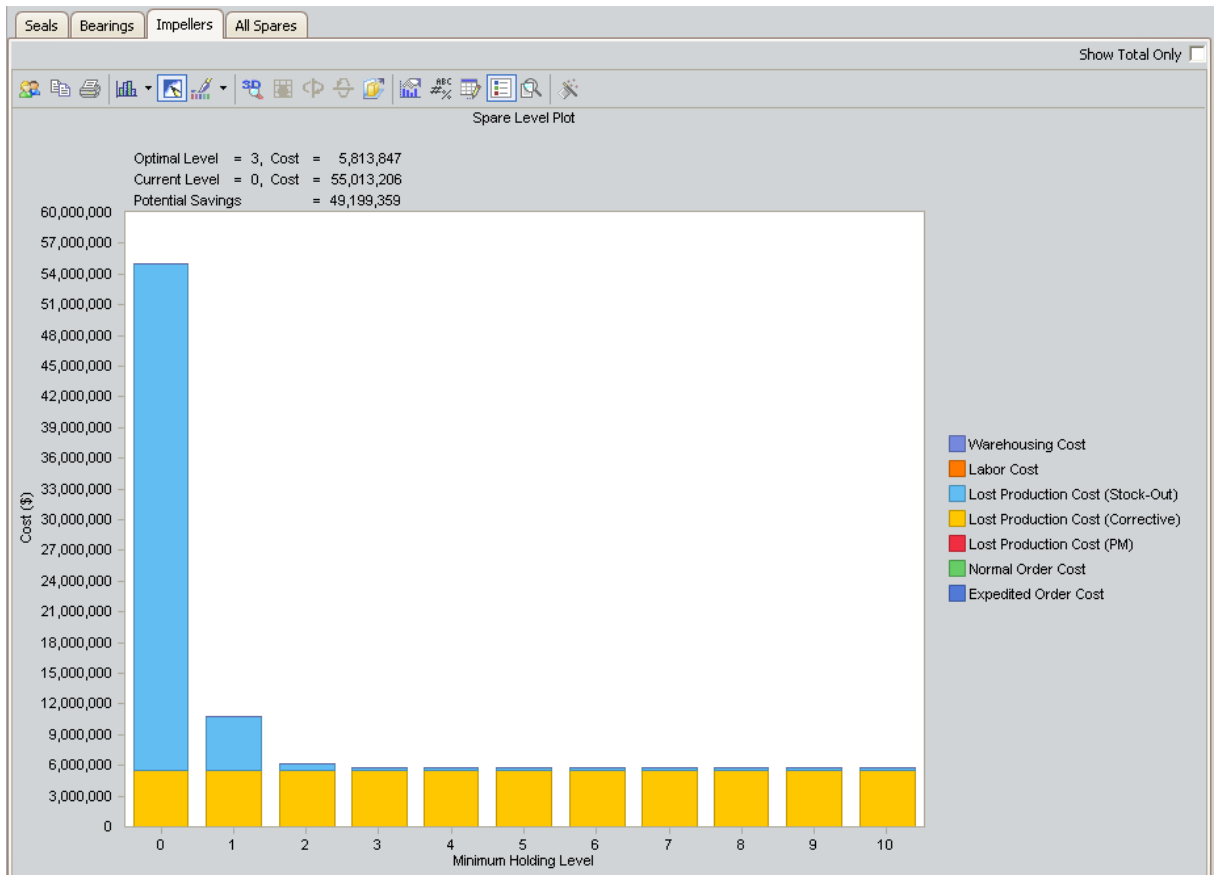 Seals Bearings Impellers All Spares
Show Total Only
3D ABC #%
Spare Level Plot
Optimal Level = 3, Cost = 5,813,847
Current Level = 0, Cost = 55,013,206
Potential Savings = 49,199,359
60,000,000
57,000,000
54,000,000
51,000,000
48,000,000
45,000,000
42,000,000
39,000,000
36,000,000
33,000,000
30,000,000
27,000,000
24,000,000
21,000,000
18,000,000
15,000,000
12,000,000
9,000,000
6,000,000
3,000,000
0
Cost ($)
0 1 2 3 4 5 6 7 8 9 10
Minimum Holding Level
Warehousing Cost
Labor Cost
Lost Production Cost (Stock-Out)
Lost Production Cost (Corrective)
Lost Production Cost (PM)
Normal Order Cost
Expedited Order Cost